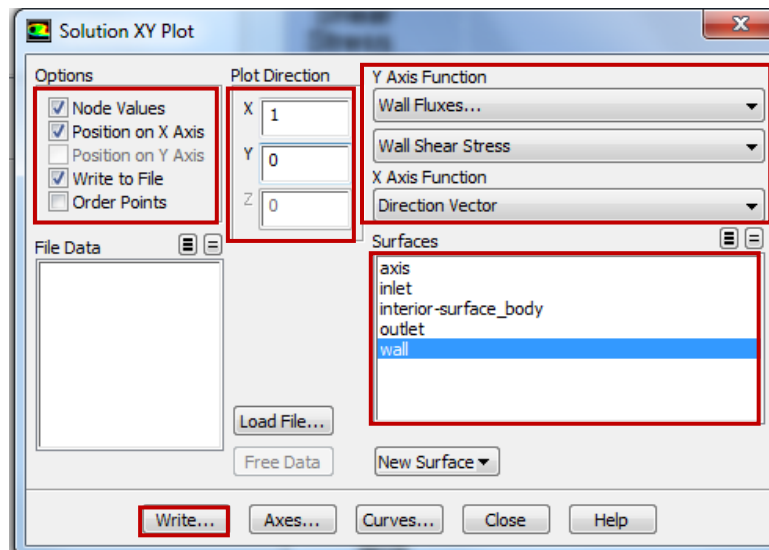 Shear
Stress
Solution XY Plot
Options
Node Values
Position on X Axis
Position on Y Axis
Write to File
Order Points
Plot Direction
X 1
Y 0
Z 0
Y Axis Function
Wall Fluxes...
Wall Shear Stress
X Axis Function
Direction Vector
File Data
Surfaces
axis
inlet
interior-surface_body
outlet
wall
Load File...
Free Data
New Surface
Write...
Axes...
Curves...
Close
Help